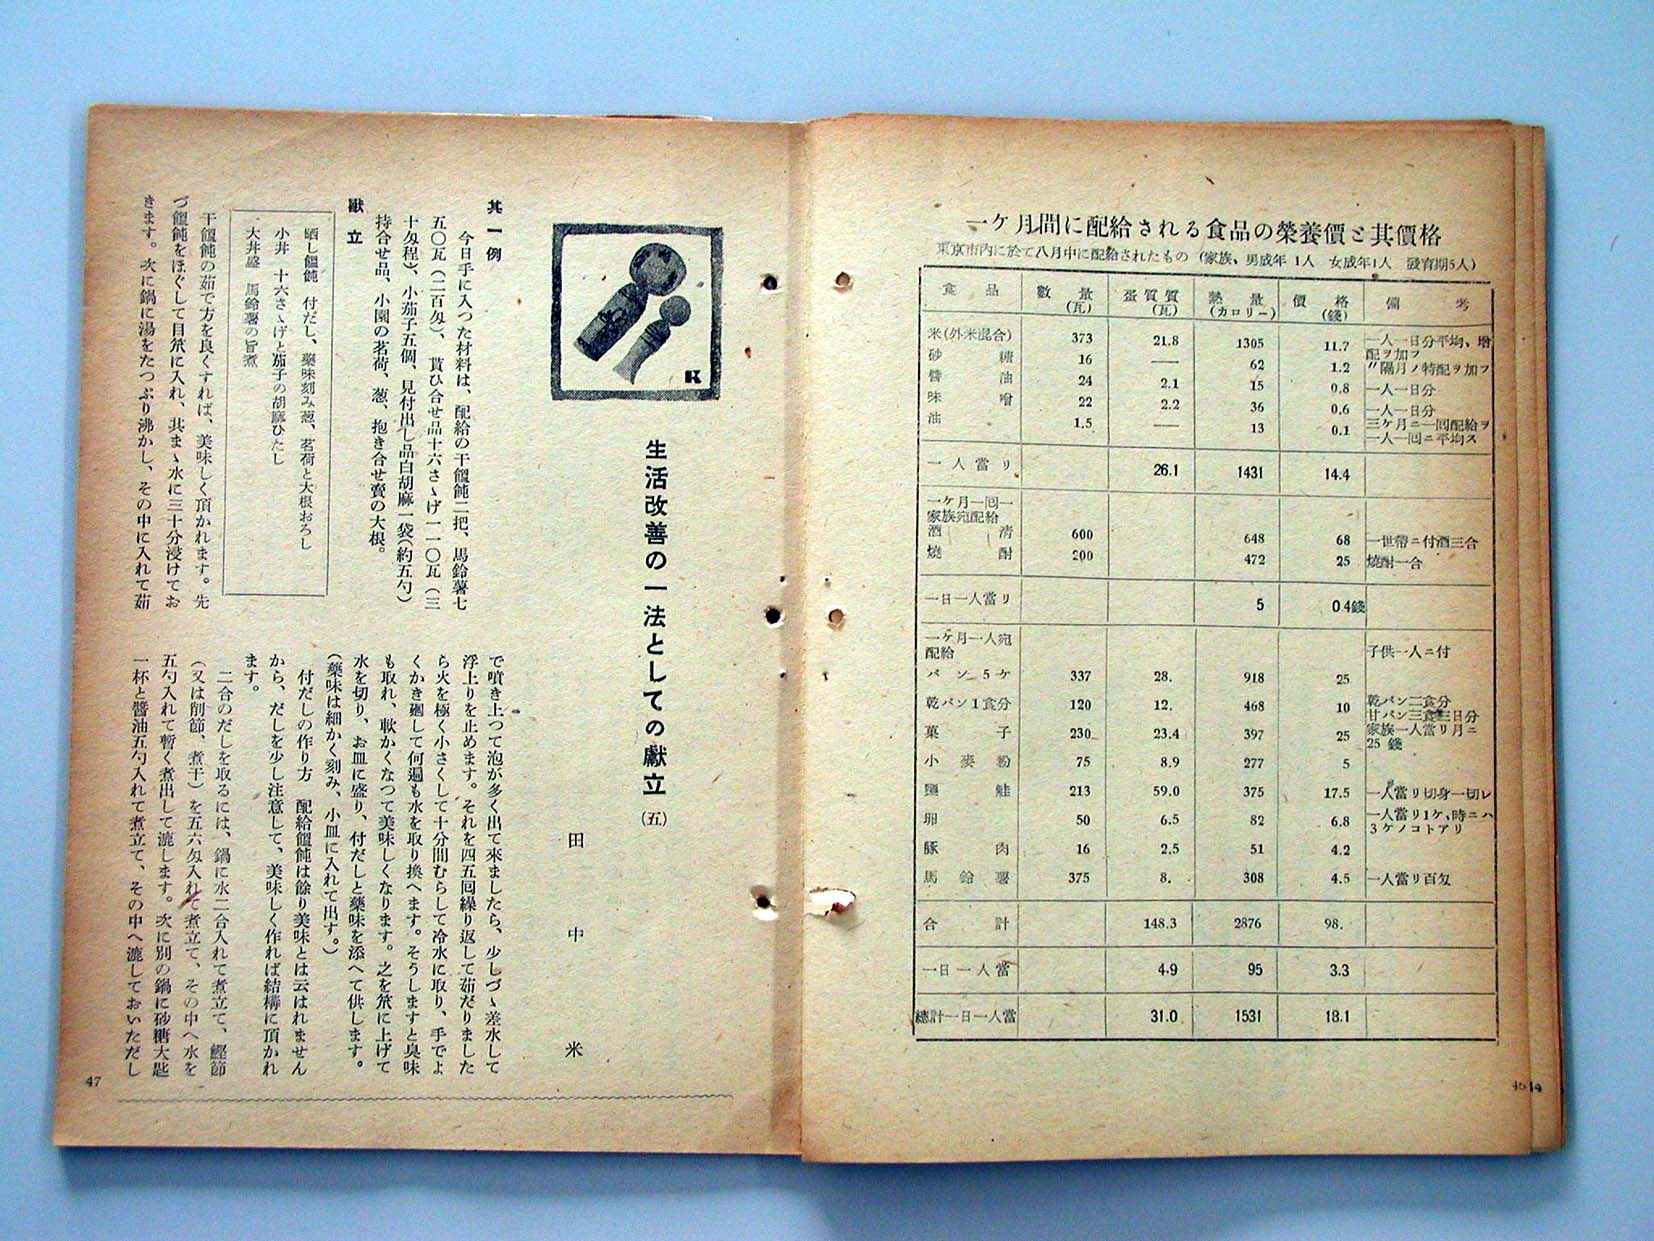 一ケ月間に配給される食品の榮養價と其價格
東京市內に於て八月中に配給されたもの（家族、男成年 1人　女成年1人　發育期5人）
食品　數量(瓦)　蛋質質(瓦)　熱量(カロリー)　價格(錢)　備考
米(外米混合)　373　21.8　1305　11.7　一人一日分平均、增配ヲ加フ
砂糖　16　—　62　1.2　〃隔月ノ特配ヲ加フ
醬油　24　2.1　15　0.8　一人一日分
味噌　22　2.2　36　0.6　一人一日分
油　1.5　—　13　0.1　三ケ月ニ一囘配給ヲ一人一囘ニ平均ス
一人當リ　26.1　1431　14.4
一ケ月一囘一家族宛配給
酒淸　600　648　68　一世帶ニ付酒三合
燒酎　200　472　25　燒酎一合
一日一人當リ　5　0.4錢
一ケ月一人宛配給　子供一人ニ付
パン 5ケ　337　28.　918　25
乾パン1食分　120　12.　468　10　乾パン二食分
甘パン三食三日分
菓子　230　23.4　397　25　家族一人當リ月ニ25 錢
小麥粉　75　8.9　277　5
鹽鮭　213　59.0　375　17.5　一人當リ切身一切レ
卵　50　6.5　82　6.8　一人當リ1ケ、時ニハ3ケノコトアリ
豚肉　16　2.5　51　4.2
馬鈴薯　375　8.　308　4.5　一人當リ百匁
合計　148.3　2876　98.
一日一人當　4.9　95　3.3
總計一日一人當　31.0　1531　18.1
K
生活改善の一法としての獻立（五）
田中米
其一例
今日手に入つた材料は、配給の干饂飩二把、馬鈴薯七
五〇瓦（二百匁）、貰ひ合せ品十六さゝげ一一〇瓦（三
十匁程）、小茄子五個、見付出し品白胡麻一袋（約五勺）
持合せ品、小園の茗荷、葱、抱き合せ賣の大根。
獻立
晒し饂飩　付だし、藥味刻み葱、茗荷と大根おろし
小丼　十六さゝげと茄子の胡麻ひたし
大丼盛　馬鈴薯の旨煮
干饂飩の茹で方を良くすれば、美味しく頂かれます。先
づ饂飩をほぐして目笊に入れ、其まゝ水に三十分浸けてお
きます。次に鍋に湯をたつぷり沸かし、その中に入れて茹
で噴き上つて泡が多く出て來ましたら、少しづゝ差水して
浮上りを止めます。それを四五囘繰り返して茹だりました
ら火を極く小さくして十分間むらして冷水に取り、手でよ
くかき廻して何遍も水を取り換へます。そうしますと臭味
も取れ、軟かくなつて美味しくなります。之を笊に上げて
水を切り、お皿に盛り、付だしと藥味を添へて供します。
（藥味は細かく刻み、小皿に入れて出す。）
付だしの作り方　配給饂飩は餘り美味とは云はれません
から、だしを少し注意して、美味しく作れば結構に頂かれ
ます。
二合のだしを取るには、鍋に水二合入れて煮立て、鰹節
（又は削節、煮干）を五六匁入れて煮立て、その中へ水を
五勺入れて暫く煮出して漉します。次に別の鍋に砂糖大匙
一杯と醬油五勺入れて煮立て、その中へ漉しておいただし
47